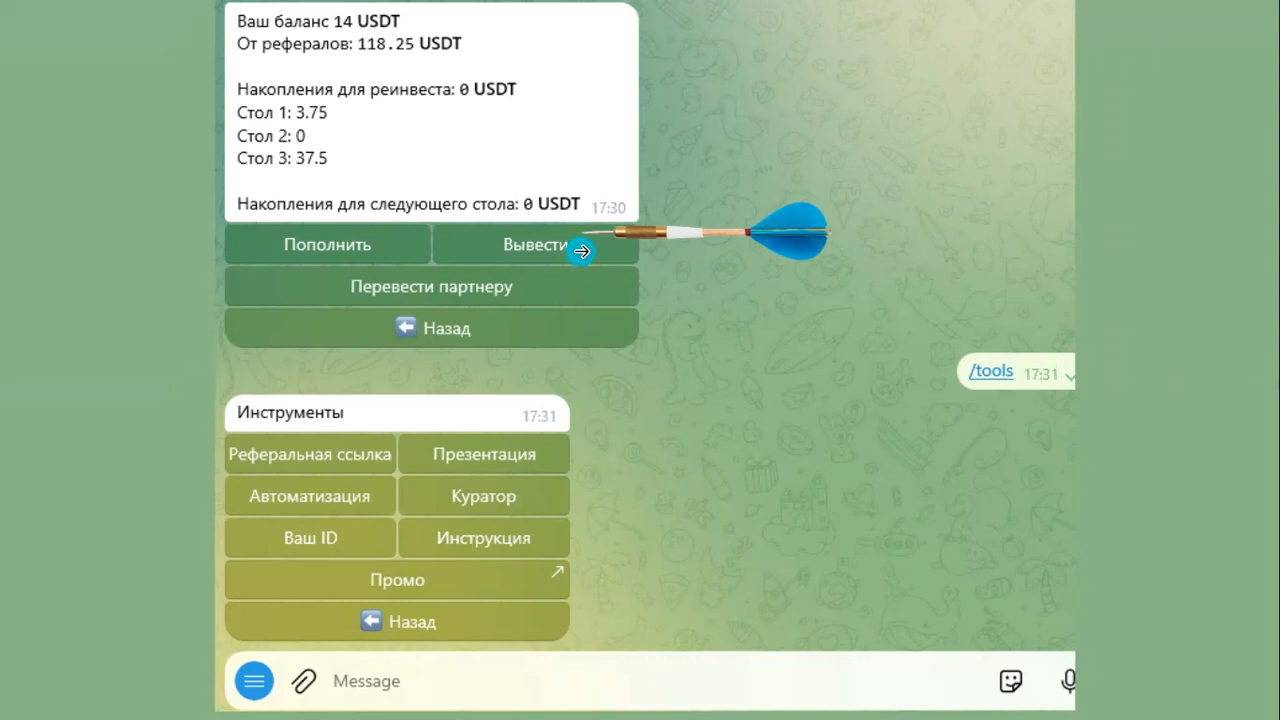 Ваш баланс 14 USDT
От рефералов: 118.25 USDT
Накопления для реинвеста: 0 USDT
Стол 1: 3.75
Стол 2: 0
Стол 3: 37.5
Накопления для следующего стола: 0 USDT 17:30
Пополнить Вывести
Перевести партнеру
Назад
/tools 17:31
Инструменты 17:31
Реферальная ссылка Презентация
Автоматизация Куратор
Ваш ID Инструкция
Промо
Назад
Message